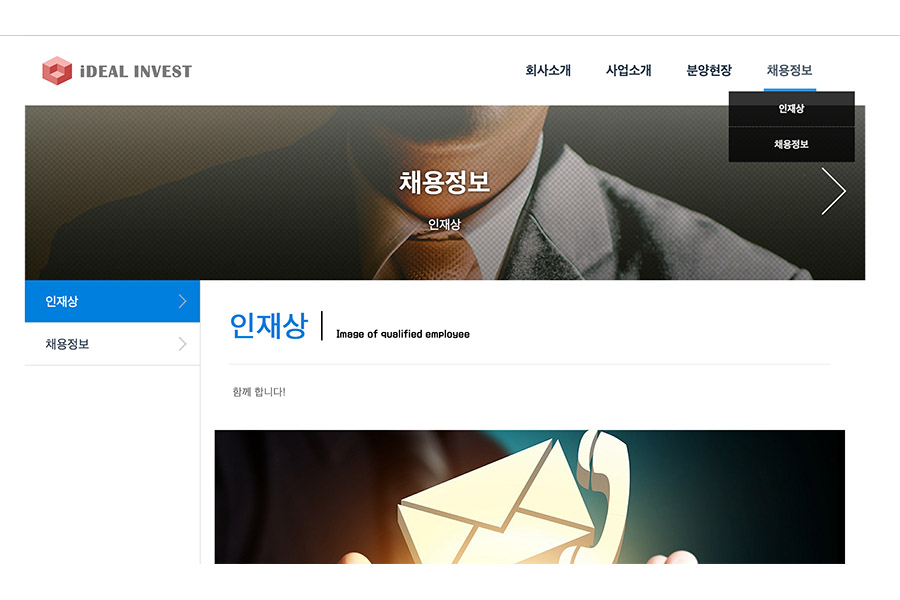 iDEAL INVEST
회사소개 사업소개 분양현장 채용정보
인재상
채용정보
채용정보
인재상
인재상
채용정보
인재상 Image of qualified employee
함께 합니다!